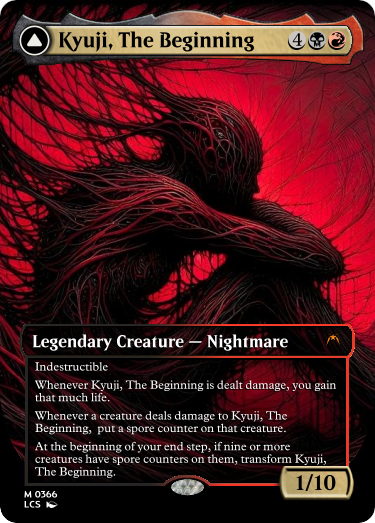 Kyuji, The Beginning 4
Legendary Creature — Nightmare
Indestructible
Whenever Kyuji, The Beginning is dealt damage, you gain
that much life.
Whenever a creature deals damage to Kyuji, The
Beginning, put a spore counter on that creature.
At the beginning of your end step, if nine or more
creatures have spore counters on them, transform Kyuji,
The Beginning.
1/10
M 0366
LCS